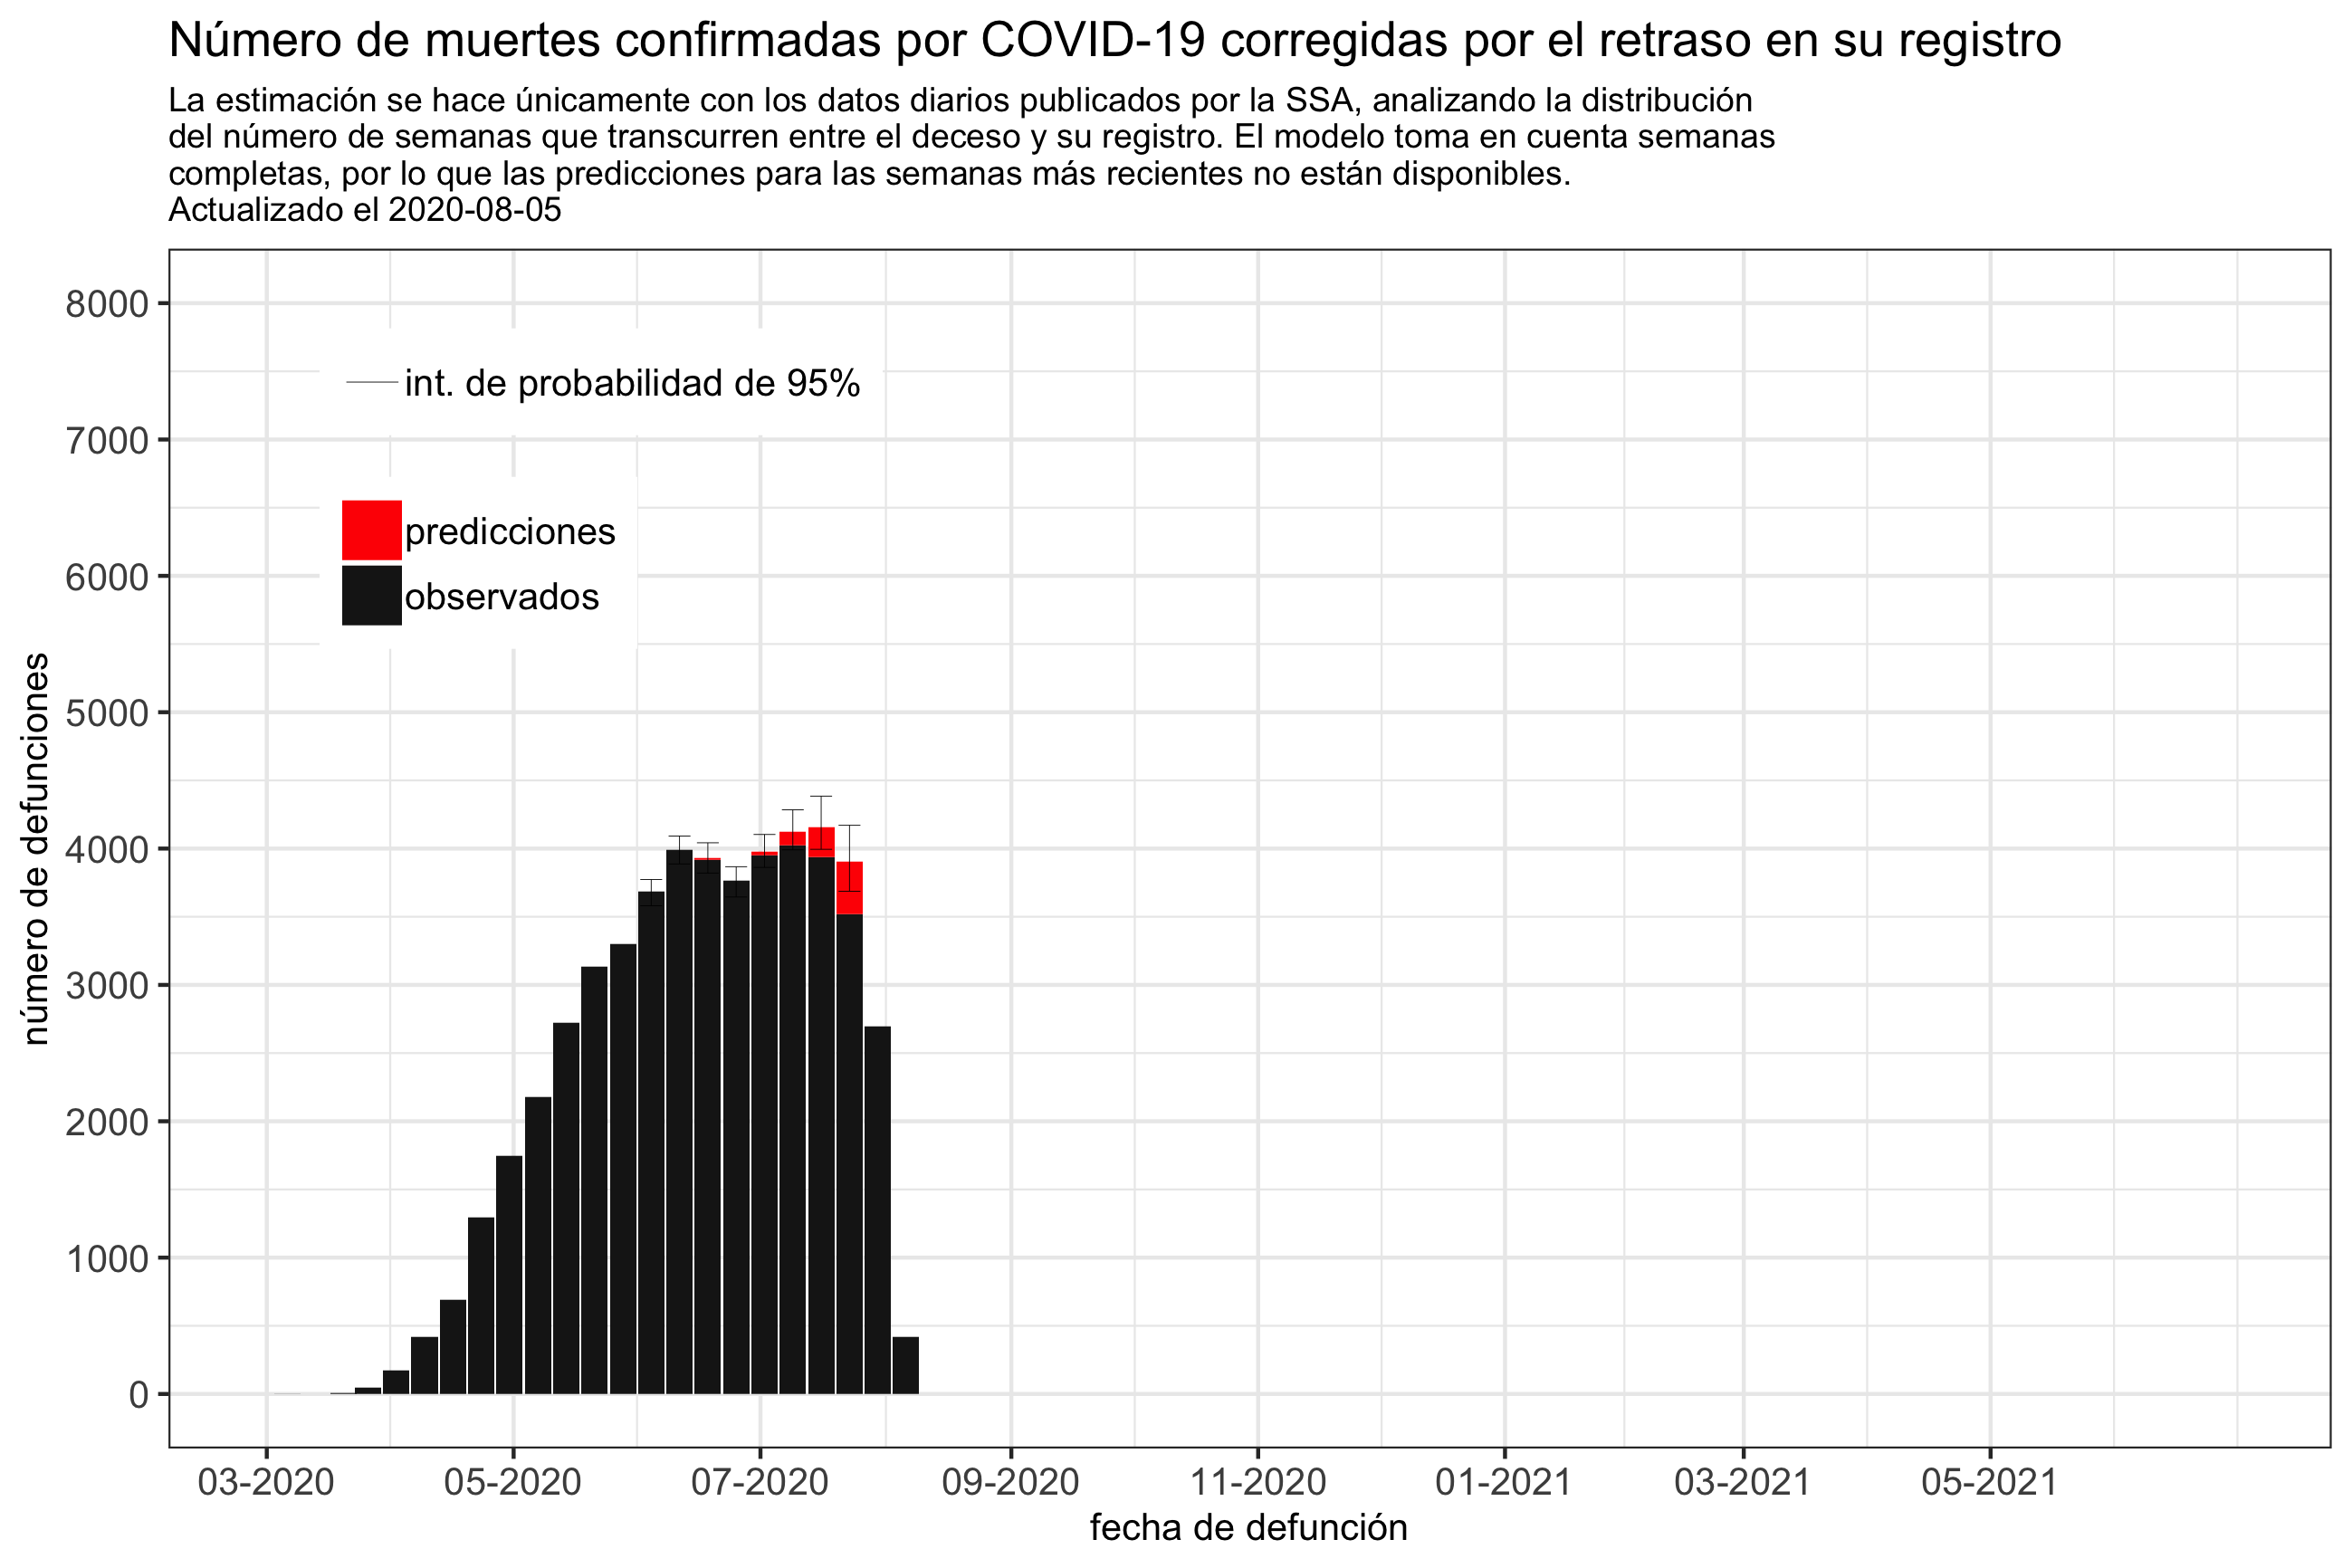 Número de muertes confirmadas por COVID-19 corregidas por el retraso en su registro
La estimación se hace únicamente con los datos diarios publicados por la SSA, analizando la distribución
del número de semanas que transcurren entre el deceso y su registro. El modelo toma en cuenta semanas
completas, por lo que las predicciones para las semanas más recientes no están disponibles.
Actualizado el 2020-08-05
número de defunciones
8000
7000
6000
5000
4000
3000
2000
1000
0
int. de probabilidad de 95%
predicciones
observados
03-2020 05-2020 07-2020 09-2020 11-2020 01-2021 03-2021 05-2021
fecha de defunción